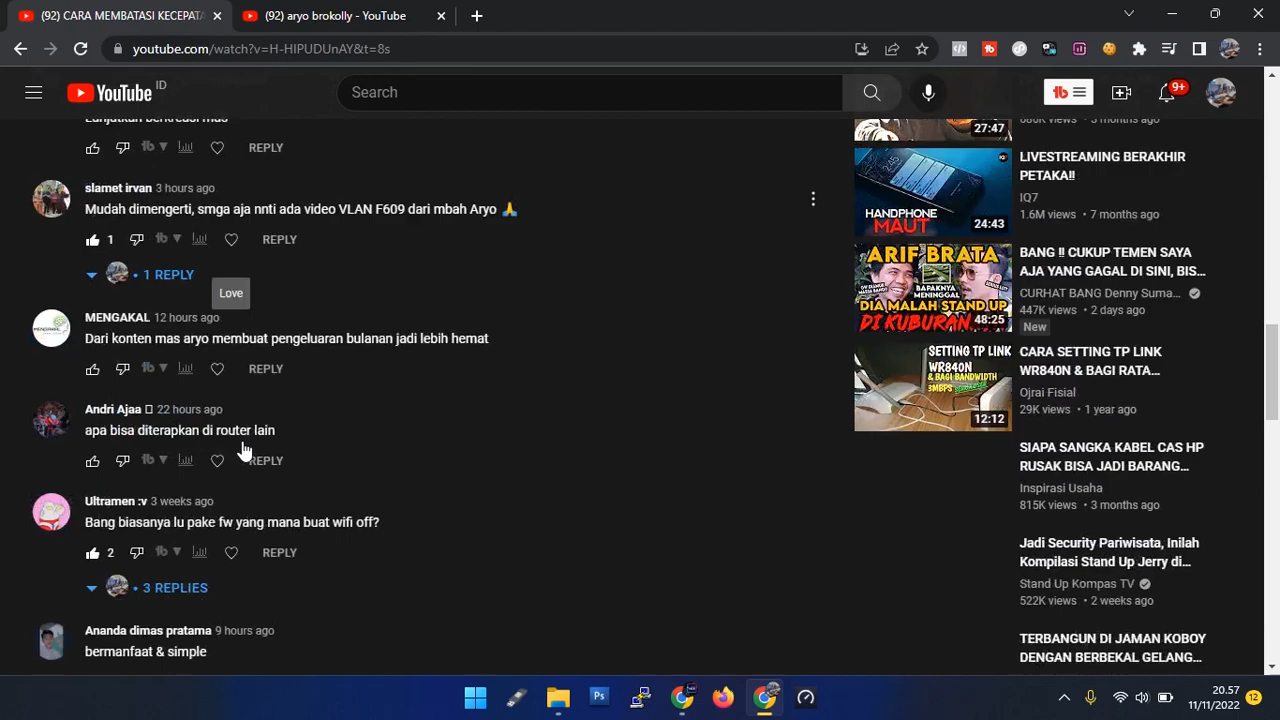 (92) CARA MEMBATASI KECEPATA
(92) aryo brokolly - YouTube
youtube.com/watch?v=H-HIPUDUnAY&t=8s
YouTube ID
Search
9+
Lanjutkan berkreasi mas
REPLY
slamet irvan 3 hours ago
Mudah dimengerti, smga aja nnti ada video VLAN F609 dari mbah Aryo 🙏
1 REPLY
• 1 REPLY
Love
MENGAKAL 12 hours ago
Dari konten mas aryo membuat pengeluaran bulanan jadi lebih hemat
REPLY
Andri Ajaa 22 hours ago
apa bisa diterapkan di router lain
REPLY
Ultramen :v 3 weeks ago
Bang biasanya lu pake fw yang mana buat wifi off?
2 REPLY
• 3 REPLIES
Ananda dimas pratama 9 hours ago
bermanfaat & simple
27:47
886K views • 3 months ago
HANDPHONE
MAUT
24:43
LIVESTREAMING BERAKHIR
PETAKA!!
IQ7
1.6M views • 7 months ago
ARIF BRATA
BAPAKNYA
MENINGGAL
DIA MALAH STAND UP
DI KUBURAN
48:25
BANG !! CUKUP TEMEN SAYA
AJA YANG GAGAL DI SINI, BIS...
CURHAT BANG Denny Suma...
447K views • 2 days ago
New
SETTING TP LINK
WR840N
& BAGI BANDWIDTH
3MBPS
12:12
CARA SETTING TP LINK
WR840N & BAGI RATA...
Ojrai Fisial
29K views • 1 year ago
SIAPA SANGKA KABEL CAS HP
RUSAK BISA JADI BARANG...
Inspirasi Usaha
815K views • 3 months ago
Jadi Security Pariwisata, Inilah
Kompilasi Stand Up Jerry di...
Stand Up Kompas TV
522K views • 2 weeks ago
TERBANGUN DI JAMAN KOBOY
DENGAN BERBEKAL GELANG...
Ps
20.57
11/11/2022
12